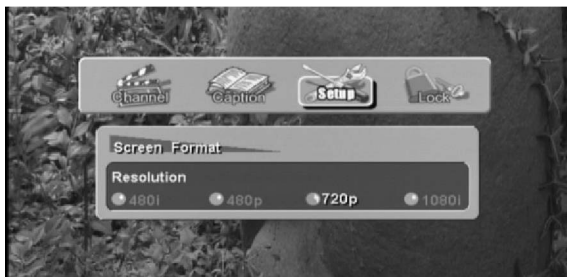 Channel Caption Setup Lock
Screen Format
Resolution
480i 480p 720p 1080i